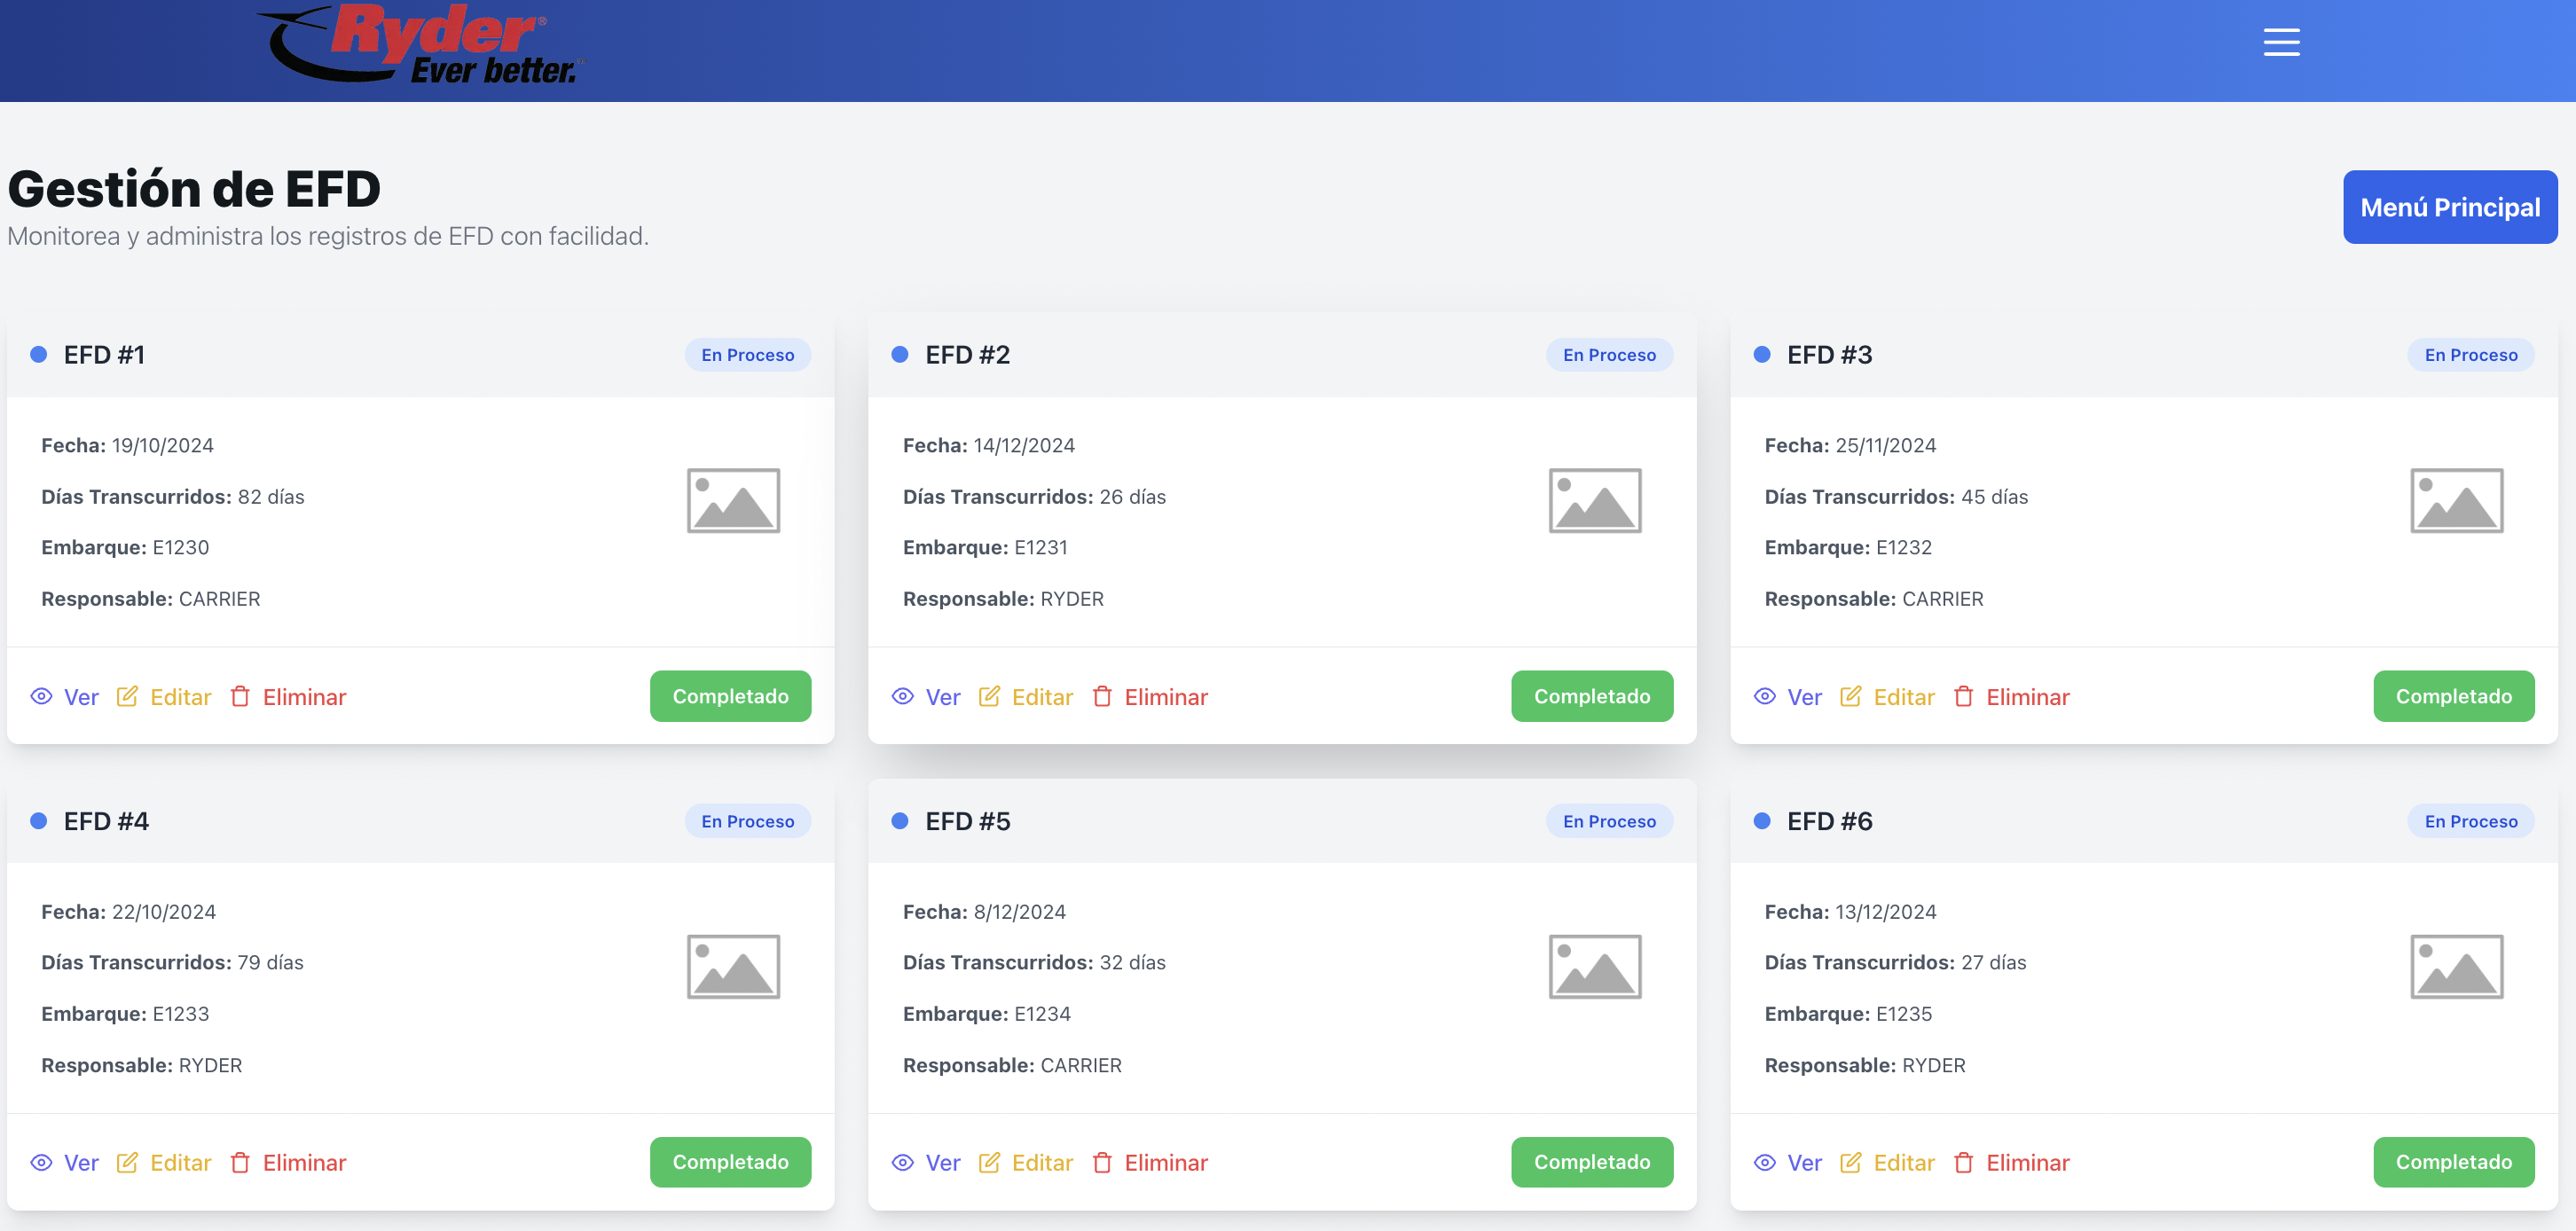 Ryder®
Ever better.
Gestión de EFD
Monitorea y administra los registros de EFD con facilidad.
Menú Principal
EFD #1
En Proceso
Fecha: 19/10/2024
Días Transcurridos: 82 días
Embarque: E1230
Responsable: CARRIER
Ver Editar Eliminar
Completado
EFD #2
En Proceso
Fecha: 14/12/2024
Días Transcurridos: 26 días
Embarque: E1231
Responsable: RYDER
Ver Editar Eliminar
Completado
EFD #3
En Proceso
Fecha: 25/11/2024
Días Transcurridos: 45 días
Embarque: E1232
Responsable: CARRIER
Ver Editar Eliminar
Completado
EFD #4
En Proceso
Fecha: 22/10/2024
Días Transcurridos: 79 días
Embarque: E1233
Responsable: RYDER
Ver Editar Eliminar
Completado
EFD #5
En Proceso
Fecha: 8/12/2024
Días Transcurridos: 32 días
Embarque: E1234
Responsable: CARRIER
Ver Editar Eliminar
Completado
EFD #6
En Proceso
Fecha: 13/12/2024
Días Transcurridos: 27 días
Embarque: E1235
Responsable: RYDER
Ver Editar Eliminar
Completado